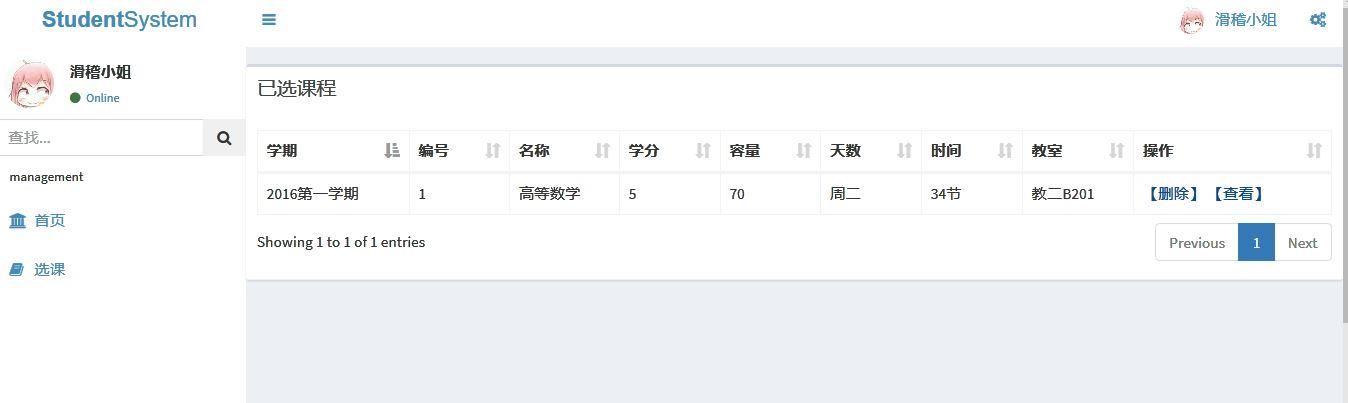 StudentSystem
滑稽小姐
滑稽小姐
Online
查找...
management
首页
选课
已选课程
学期 编号 名称 学分 容量 天数 时间 教室 操作
2016第一学期 1 高等数学 5 70 周二 34节 教二B201 【删除】 【查看】
Showing 1 to 1 of 1 entries
Previous 1 Next